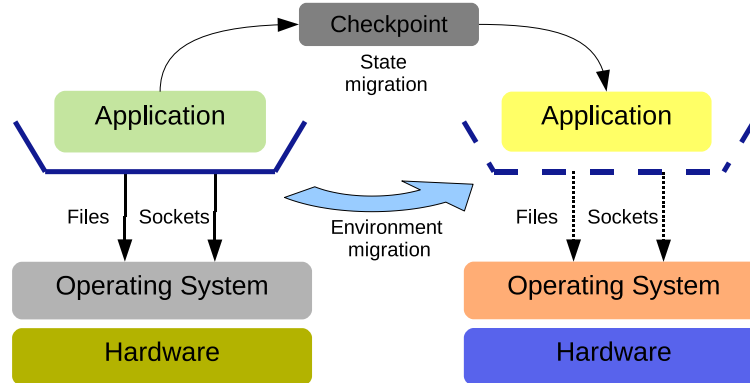 Checkpoint
State
migration
Application
Application
Files
Sockets
Files
Sockets
Environment
migration
Operating System
Operating System
Hardware
Hardware